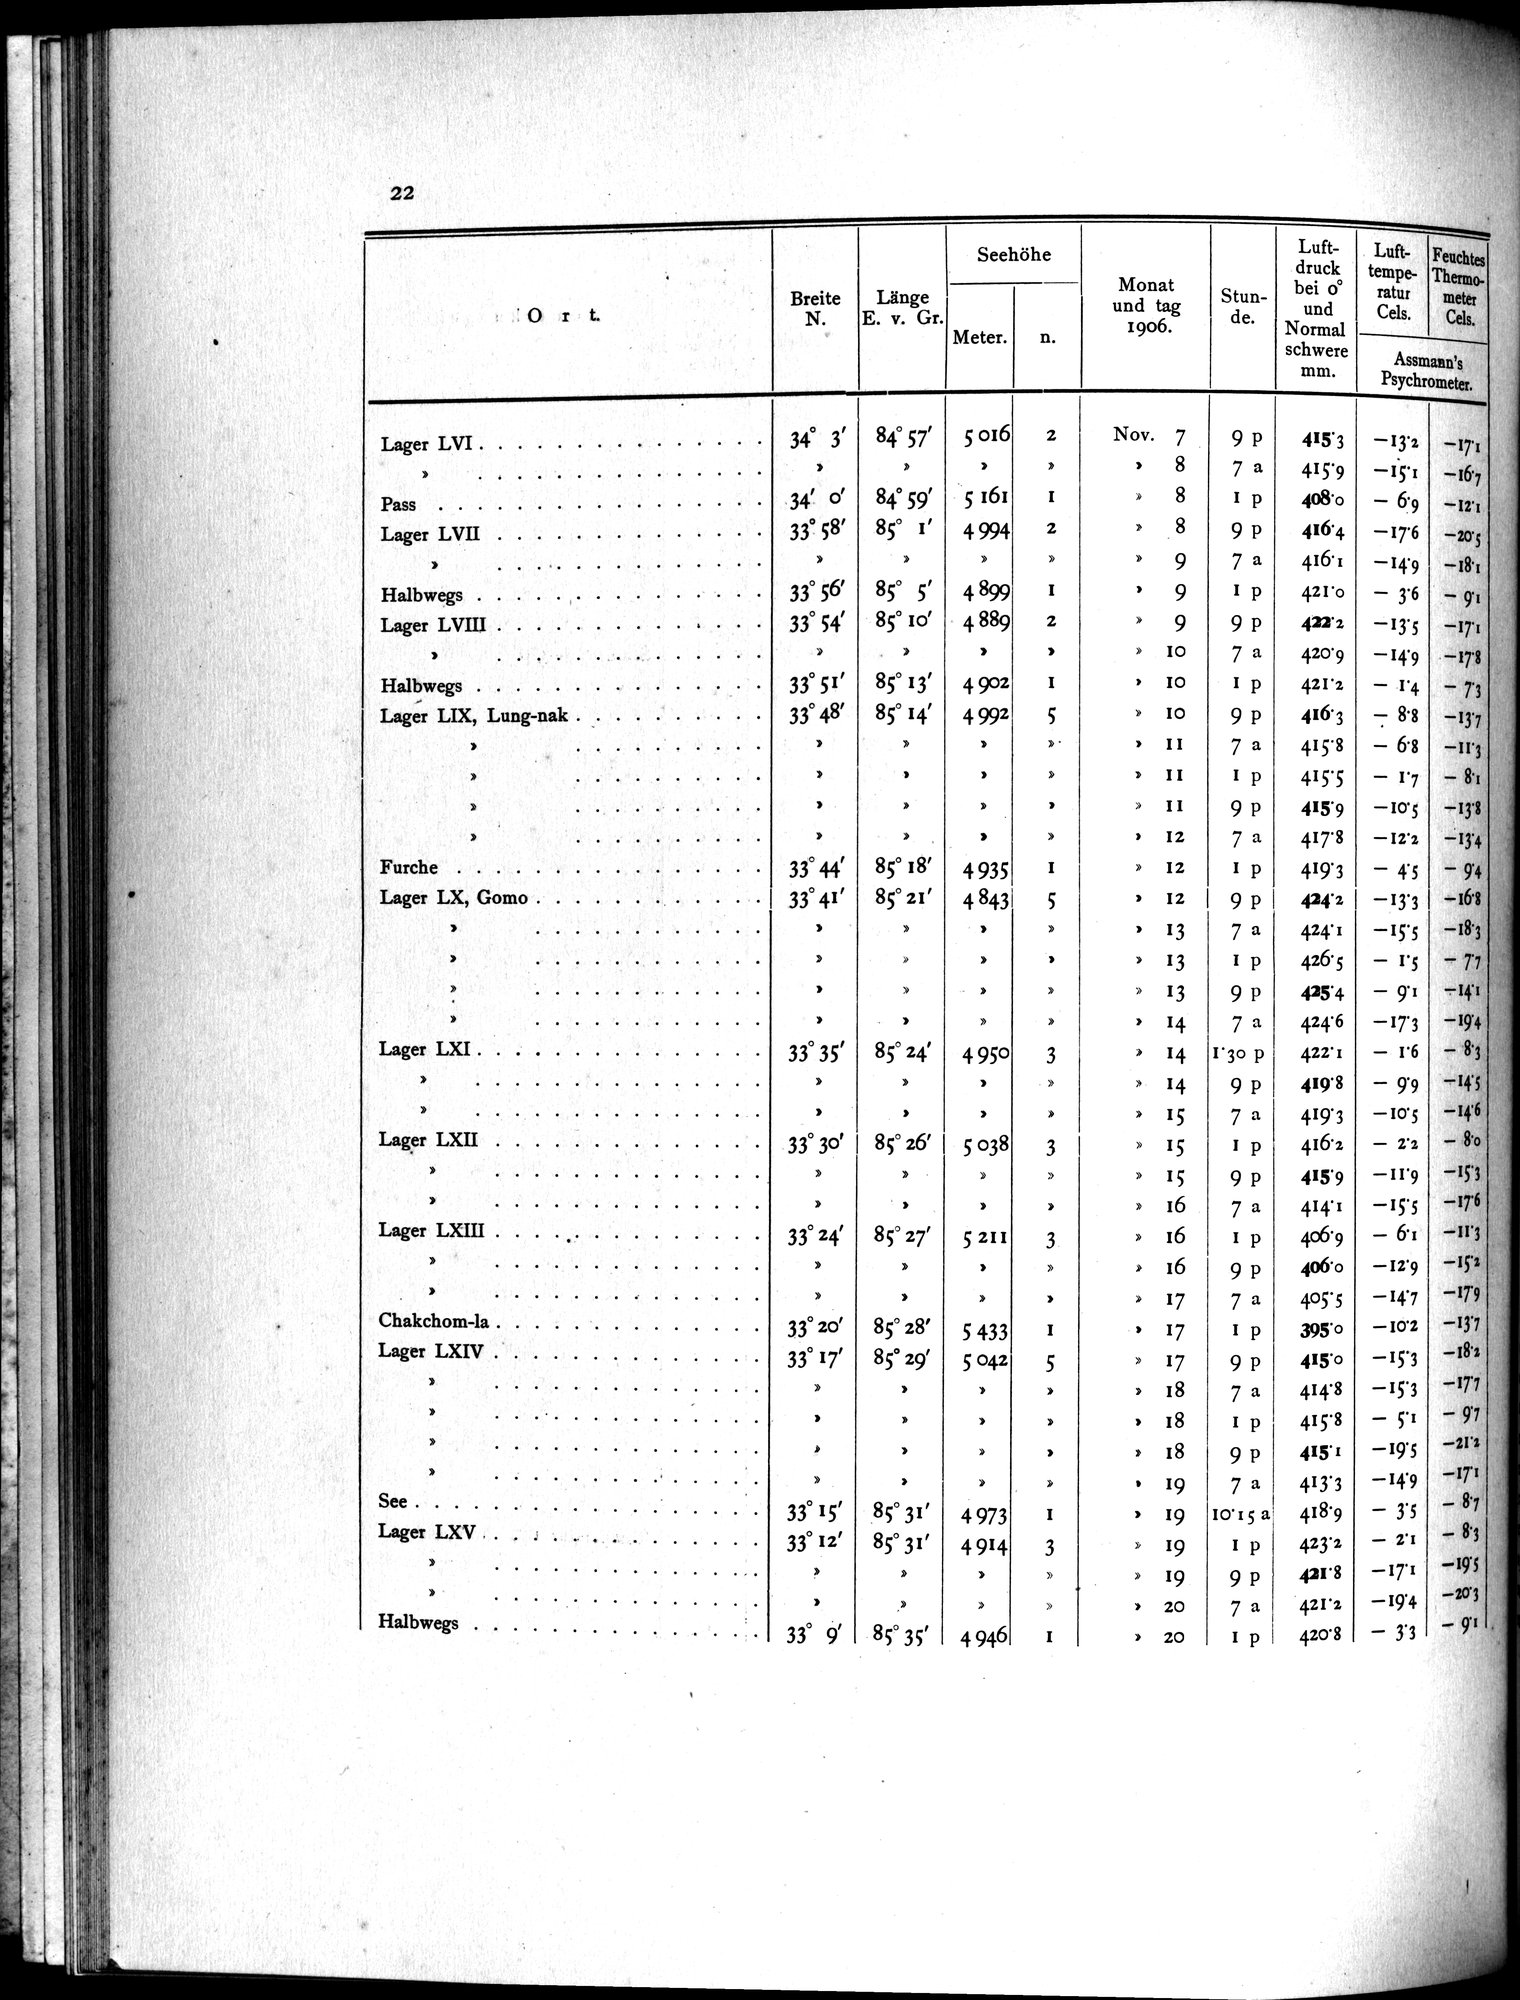 22
Ort. Breite N. Länge E. v. Gr. Seehöhe Meter. n. Monat und tag 1906. Stun-de. Luft-druck bei 0° und Normal schwere mm. Luft-tempe-ratur Cels. Feuchtes Thermo-meter Cels. Assmann's Psychrometer.
Lager LVI . . . 34° 3′ 84° 57′ 5 016 2 Nov. 7 9 p 415·3 −13·2 −17·1
» . . . » » » » » 8 7 a 415·9 −15·1 −16·7
Pass . . . 34′ 0′ 84° 59′ 5 161 1 » 8 1 p 408·0 − 6·9 −12·1
Lager LVII . . . 33° 58′ 85° 1′ 4 994 2 » 8 9 p 416·4 −17·6 −20·5
» . . . » » » » » 9 7 a 416·1 −14·9 −18·1
Halbwegs . . . 33° 56′ 85° 5′ 4 899 1 » 9 1 p 421·0 − 3·6 − 9·1
Lager LVIII . . . 33° 54′ 85° 10′ 4 889 2 » 9 9 p 422·2 −13·5 −17·1
» . . . » » » » » 10 7 a 420·9 −14·9 −17·8
Halbwegs . . . 33° 51′ 85° 13′ 4 902 1 » 10 1 p 421·2 − 1·4 − 7·3
Lager LIX, Lung-nak . . . 33° 48′ 85° 14′ 4 992 5 » 10 9 p 416·3 − 8·8 −13·7
» . . . » » » » » 11 7 a 415·8 − 6·8 −11·3
» . . . » » » » » 11 1 p 415·5 − 1·7 − 8·1
» . . . » » » » » 11 9 p 415·9 −10·5 −13·8
» . . . » » » » » 12 7 a 417·8 −12·2 −13·4
Furche . . . 33° 44′ 85° 18′ 4 935 1 » 12 1 p 419·3 − 4·5 − 9·4
Lager LX, Gomo . . . 33° 41′ 85° 21′ 4 843 5 » 12 9 p 424·2 −13·3 −16·8
» . . . » » » » » 13 7 a 424·1 −15·5 −18·3
» . . . » » » » » 13 1 p 426·5 − 1·5 − 7·7
» . . . » » » » » 13 9 p 425·4 − 9·1 −14·1
» . . . » » » » » 14 7 a 424·6 −17·3 −19·4
Lager LXI . . . 33° 35′ 85° 24′ 4 950 3 » 14 1·30 p 422·1 − 1·6 − 8·3
» . . . » » » » » 14 9 p 419·8 − 9·9 −14·5
» . . . » » » » » 15 7 a 419·3 −10·5 −14·6
Lager LXII . . . 33° 30′ 85° 26′ 5 038 3 » 15 1 p 416·2 − 2·2 − 8·0
» . . . » » » » » 15 9 p 415·9 −11·9 −15·3
» . . . » » » » » 16 7 a 414·1 −15·5 −17·6
Lager LXIII . . . 33° 24′ 85° 27′ 5 211 3 » 16 1 p 406·9 − 6·1 −11·3
» . . . » » » » » 16 9 p 406·0 −12·9 −15·2
» . . . » » » » » 17 7 a 405·5 −14·7 −17·9
Chakchom-la . . . 33° 20′ 85° 28′ 5 433 1 » 17 1 p 395·0 −10·2 −13·7
Lager LXIV . . . 33° 17′ 85° 29′ 5 042 5 » 17 9 p 415·0 −15·3 −18·2
» . . . » » » » » 18 7 a 414·8 −15·3 −17·7
» . . . » » » » » 18 1 p 415·8 − 5·1 − 9·7
» . . . » » » » » 18 9 p 415·1 −19·5 −21·2
» . . . » » » » » 19 7 a 413·3 −14·9 −17·1
See . . . 33° 15′ 85° 31′ 4 973 1 » 19 10·15 a 418·9 − 3·5 − 8·7
Lager LXV . . . 33° 12′ 85° 31′ 4 914 3 » 19 1 p 423·2 − 2·1 − 8·3
» . . . » » » » » 19 9 p 421·8 −17·1 −19·5
» . . . » » » » » 20 7 a 421·2 −19·4 −20·3
Halbwegs . . . 33° 9′ 85° 35′ 4 946 1 » 20 1 p 420·8 − 3·3 − 9·1